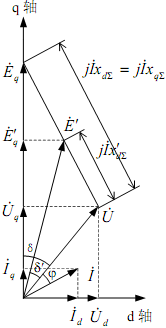 q 轴
jİx_dΣ = jİx_qΣ
Ė_q
Ė′
jİx′_dΣ
Ė′_q
U̇_q
U̇
δ
İ_q
δ′
φ
İ
İ_d
U̇_d
d 轴